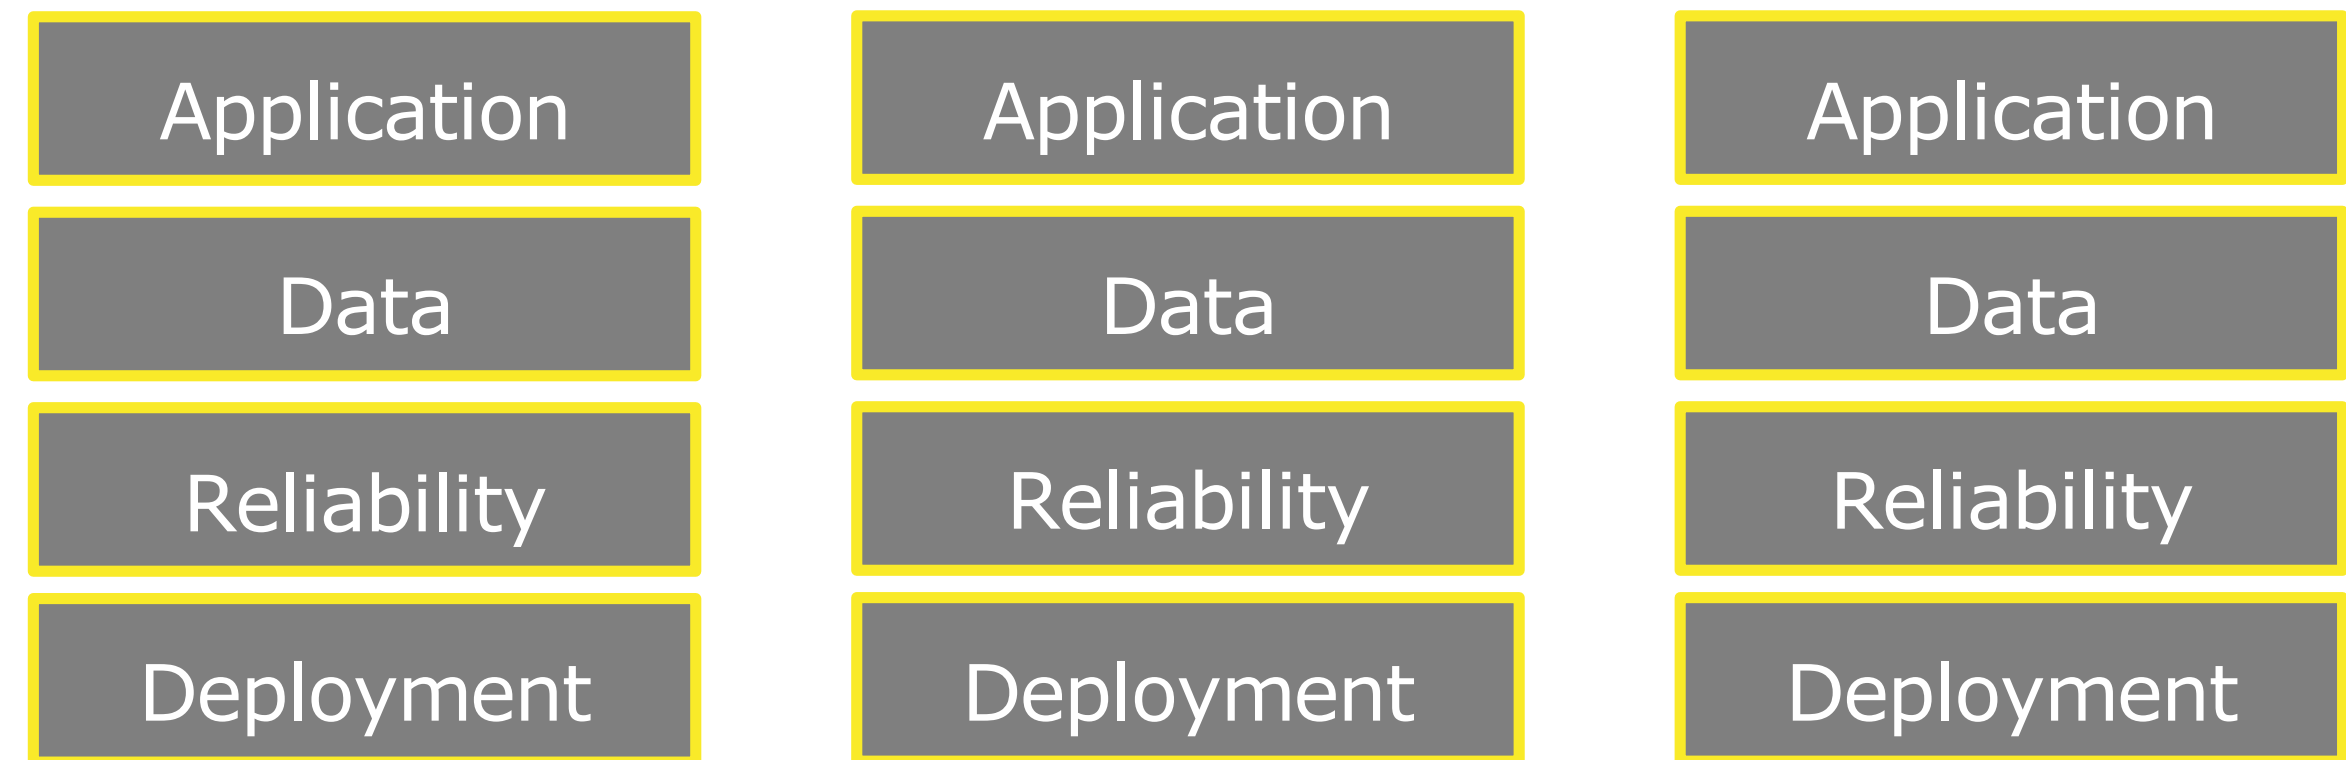 Application Application Application
Data Data Data
Reliability Reliability Reliability
Deployment Deployment Deployment